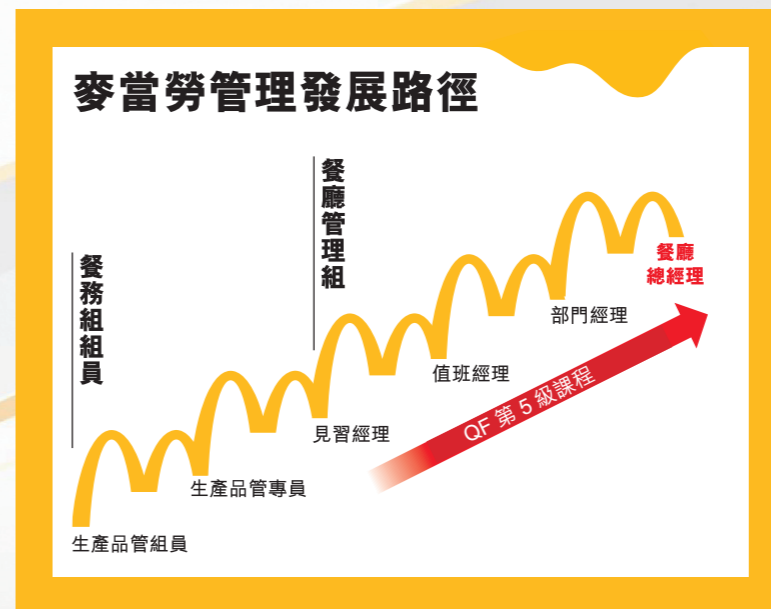 麥當勞管理發展路徑
餐務組組員
餐廳管理組
生產品管組員
生產品管專員
見習經理
值班經理
部門經理
餐廳
總經理
QF 第 5 級課程